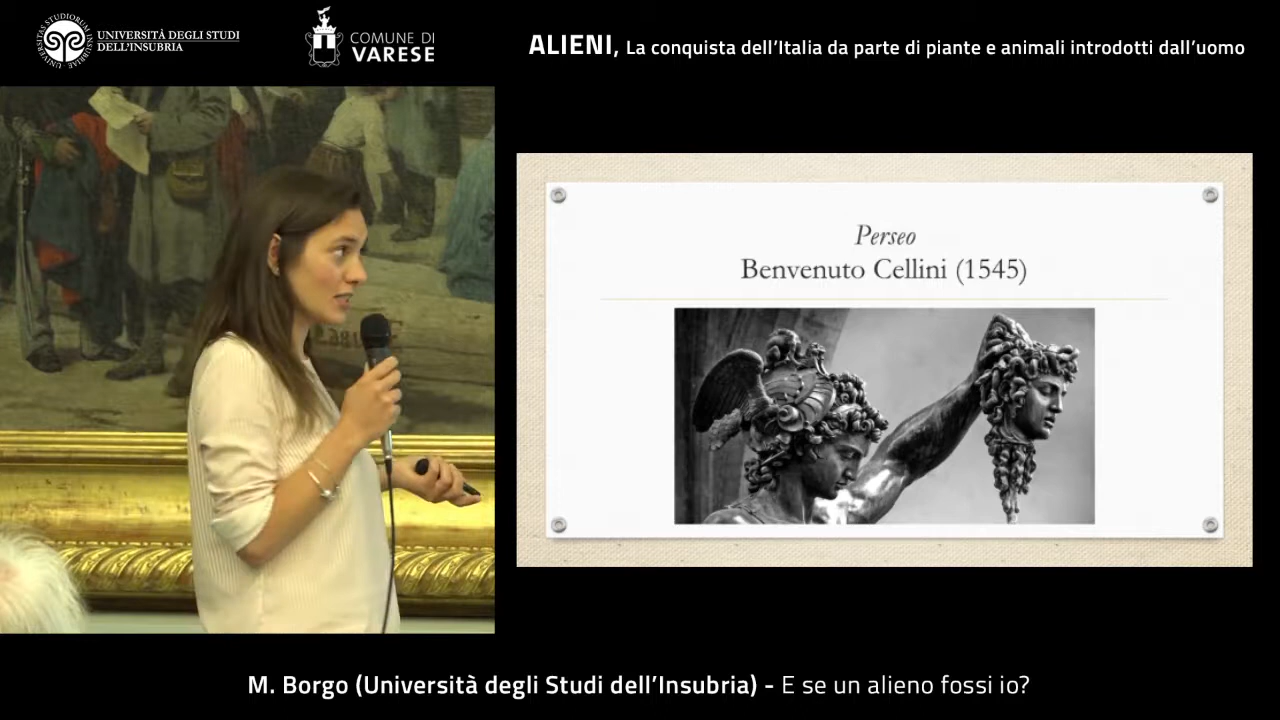 UNIVERSITÀ DEGLI STUDI
DELL'INSUBRIA
COMUNE DI
VARESE
ALIENI, La conquista dell'Italia da parte di piante e animali introdotti dall'uomo
Perseo
Benvenuto Cellini (1545)
M. Borgo (Università degli Studi dell'Insubria) - E se un alieno fossi io?